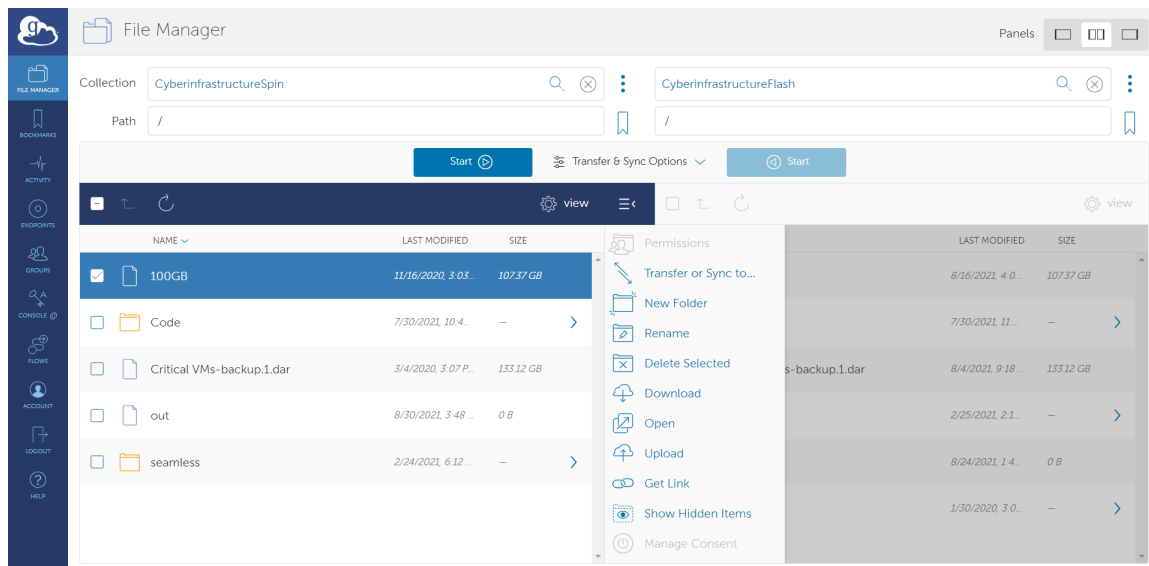 g
File Manager
Panels
FILE MANAGER
BOOKMARKS
ACTIVITY
ENDPOINTS
GROUPS
CONSOLE
FLOWS
ACCOUNT
LOGOUT
HELP
Collection CyberinfrastructureSpin
Path /
CyberinfrastructureFlash
/
Start Transfer & Sync Options Start
view
view
NAME LAST MODIFIED SIZE
100GB 11/16/2020, 3:03... 107.37 GB
Code 7/30/2021, 10:4... –
Critical VMs-backup.1.dar 3/4/2020, 3:07 P... 133.12 GB
out 8/30/2021, 3:48 ... 0 B
seamless 2/24/2021, 6:12 ... –
Permissions
Transfer or Sync to...
New Folder
Rename
Delete Selected
Download
Open
Upload
Get Link
Show Hidden Items
Manage Consent
LAST MODIFIED SIZE
8/16/2021, 4:0... 107.37 GB
7/30/2021, 11:... –
s-backup.1.dar 8/4/2021, 9:18 ... 133.12 GB
2/25/2021, 2:1... –
8/24/2021, 1:4... 0 B
1/30/2020, 3:0... –